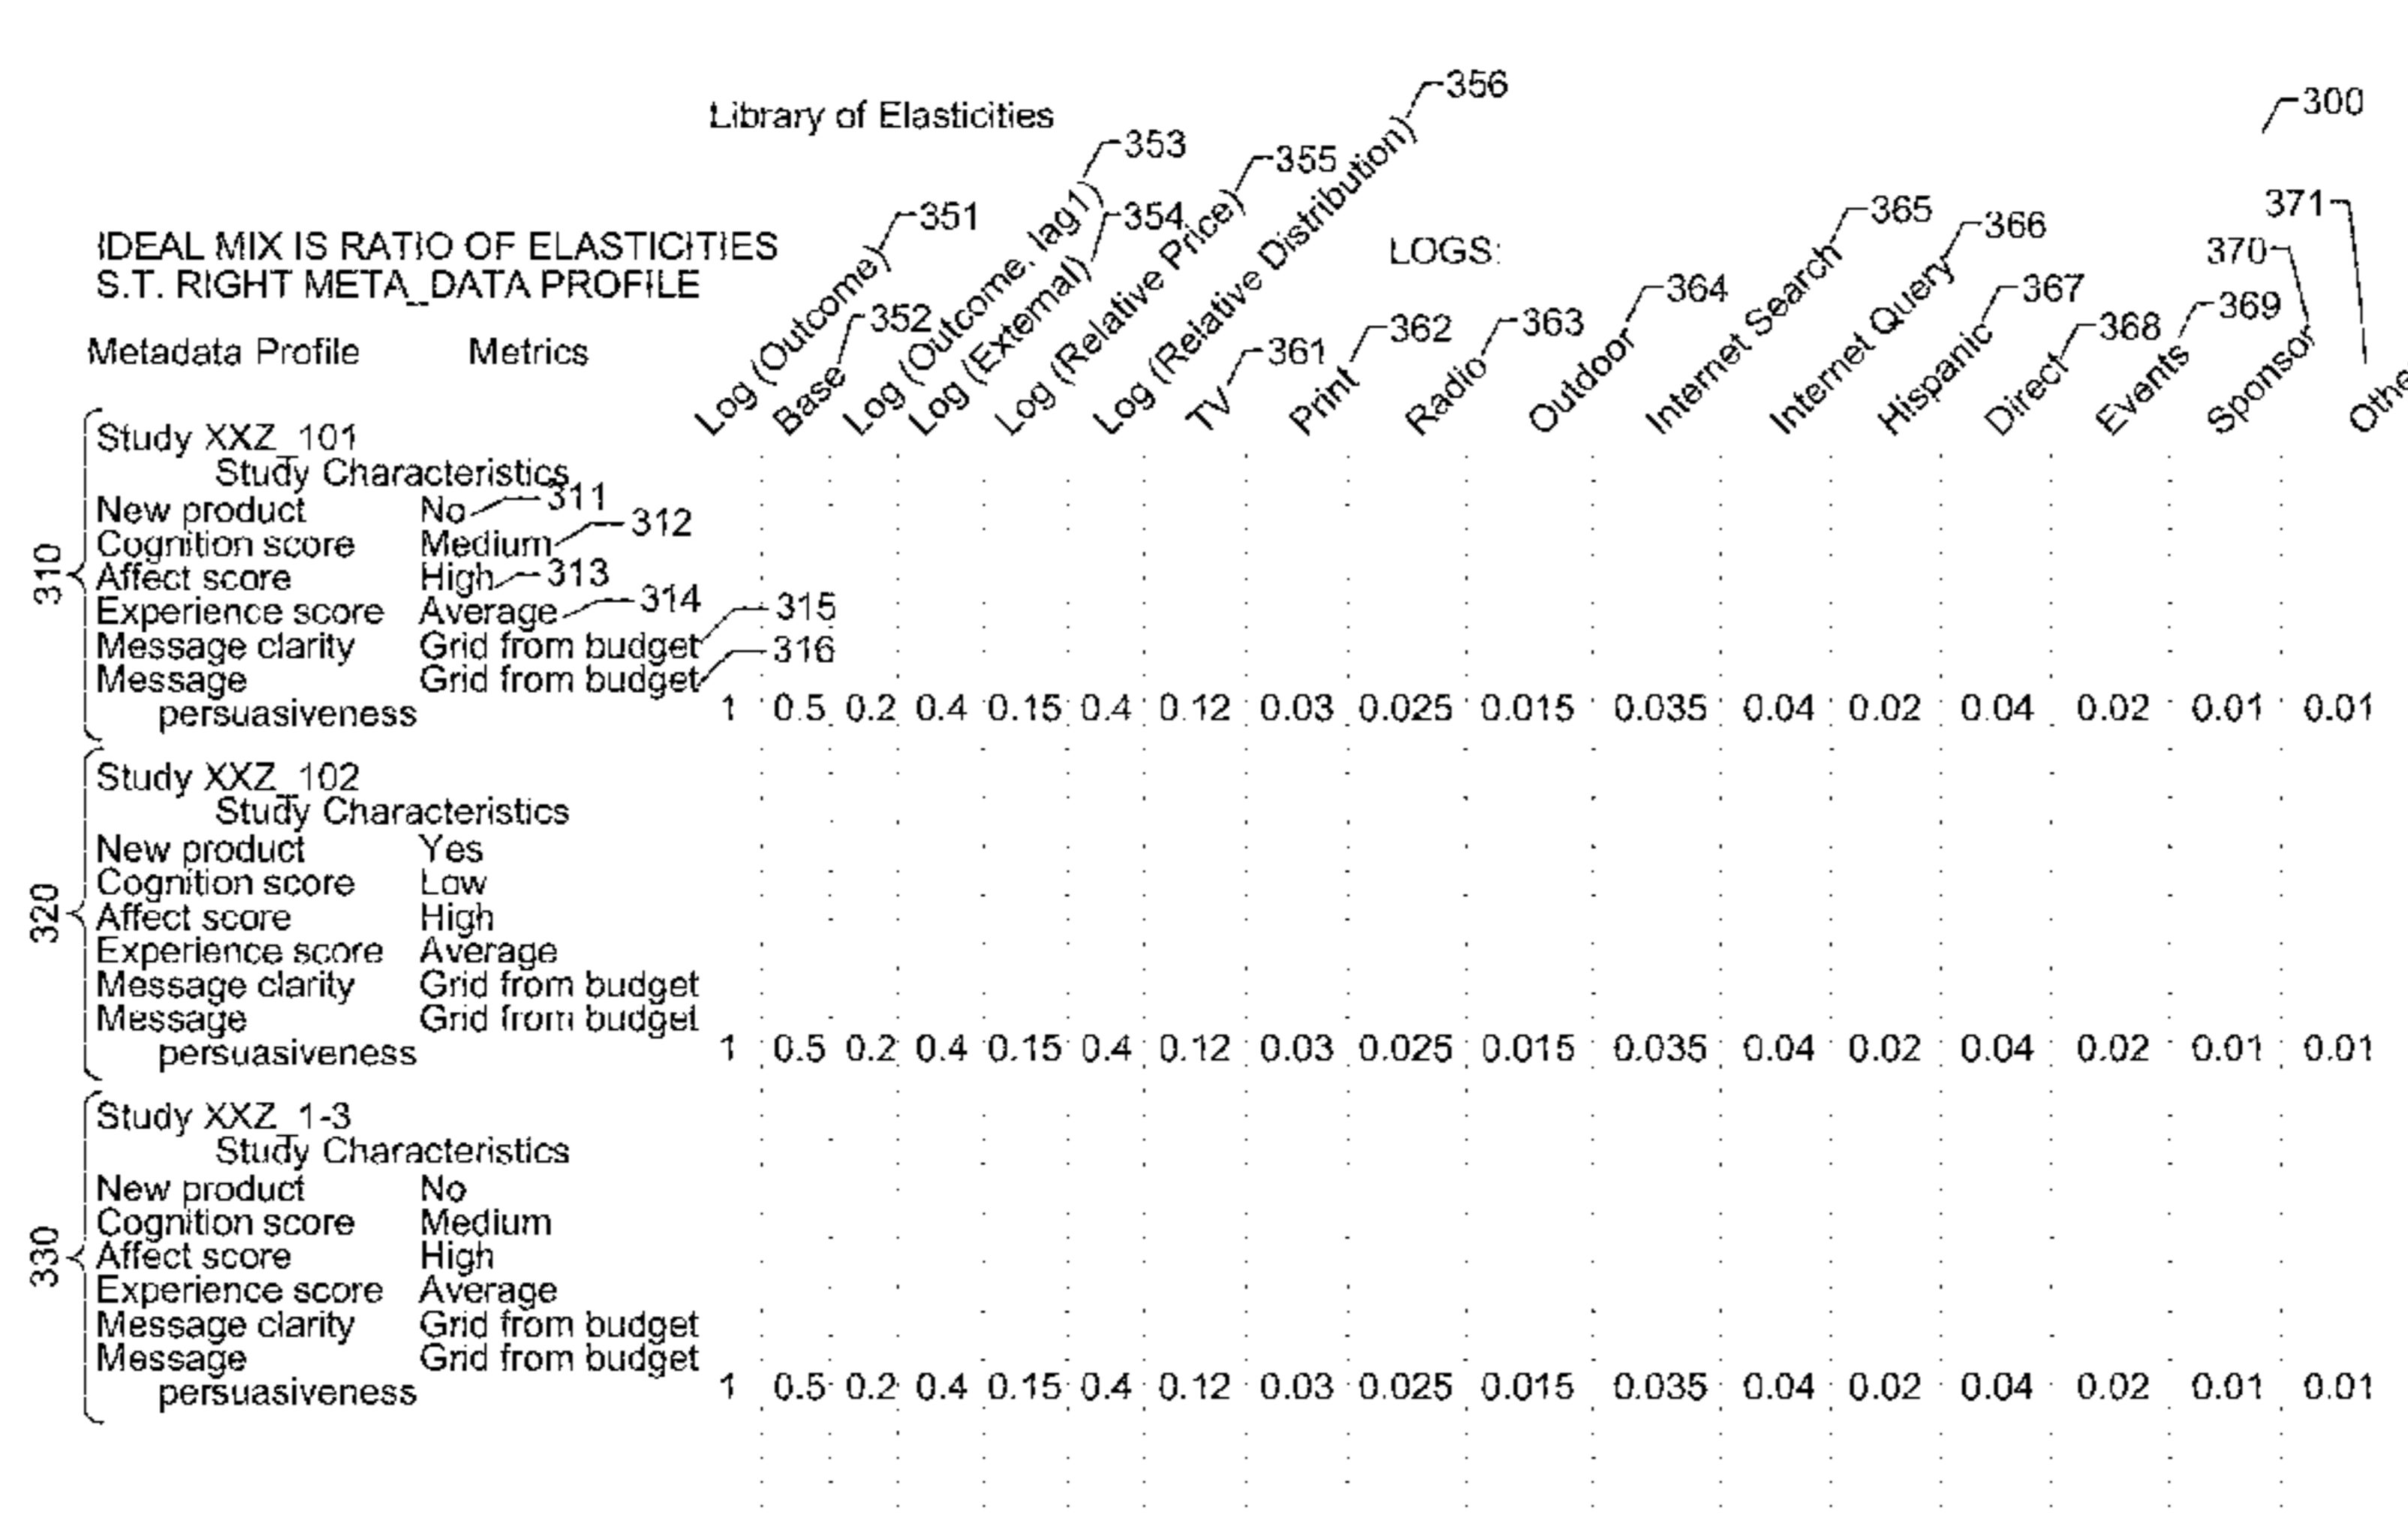 Library of Elasticities
356
300
353
355
371
351
354
365
366
370
IDEAL MIX IS RATIO OF ELASTICITIES
S.T. RIGHT META_DATA PROFILE
LOGS:
352
364
367
369
361
362
363
368
Metadata Profile Metrics
Log (Outcome)
Base
Log (Outcome, lag1)
Log (External)
Log (Relative Price)
Log (Relative Distribution)
TV
Print
Radio
Outdoor
Internet Search
Internet Query
Hispanic
Direct
Events
Sponsor
Othe
310
Study XXZ_101
Study Characteristics
New product No 311
Cognition score Medium 312
Affect score High 313
Experience score Average 314
Message clarity Grid from budget 315
Message Grid from budget 316
persuasiveness 1 0.5 0.2 0.4 0.15 0.4 0.12 0.03 0.025 0.015 0.035 0.04 0.02 0.04 0.02 0.01 0.01
320
Study XXZ_102
Study Characteristics
New product Yes
Cognition score Low
Affect score High
Experience score Average
Message clarity Grid from budget
Message Grid from budget
persuasiveness 1 0.5 0.2 0.4 0.15 0.4 0.12 0.03 0.025 0.015 0.035 0.04 0.02 0.04 0.02 0.01 0.01
330
Study XXZ_1-3
Study Characteristics
New product No
Cognition score Medium
Affect score High
Experience score Average
Message clarity Grid from budget
Message Grid from budget
persuasiveness 1 0.5 0.2 0.4 0.15 0.4 0.12 0.03 0.025 0.015 0.035 0.04 0.02 0.04 0.02 0.01 0.01